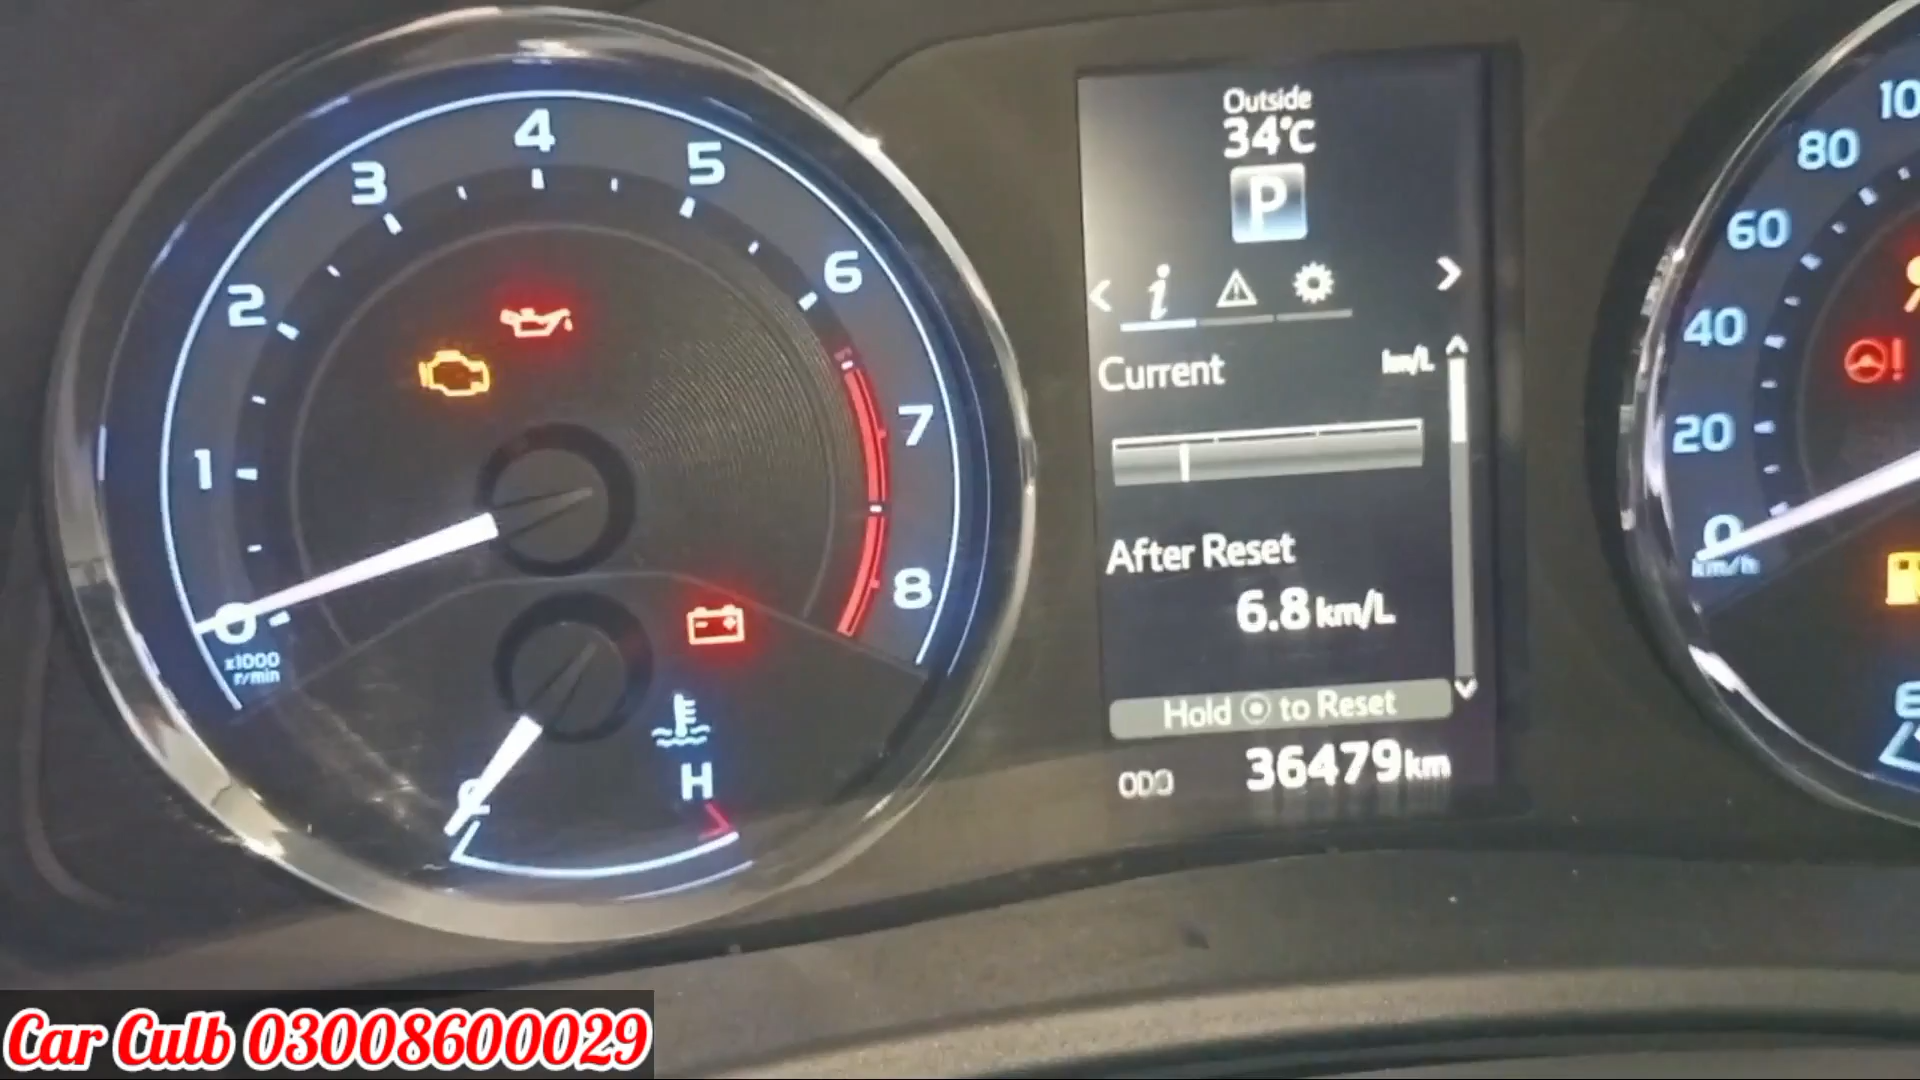 1
2
3
4
5
6
7
8
0
x1000
r/min
C
H
Outside
34°C
P
i
Current
km/L
After Reset
6.8 km/L
Hold to Reset
ODO 36479 km
10
80
60
40
20
0
km/h
E
Car Culb 03008600029